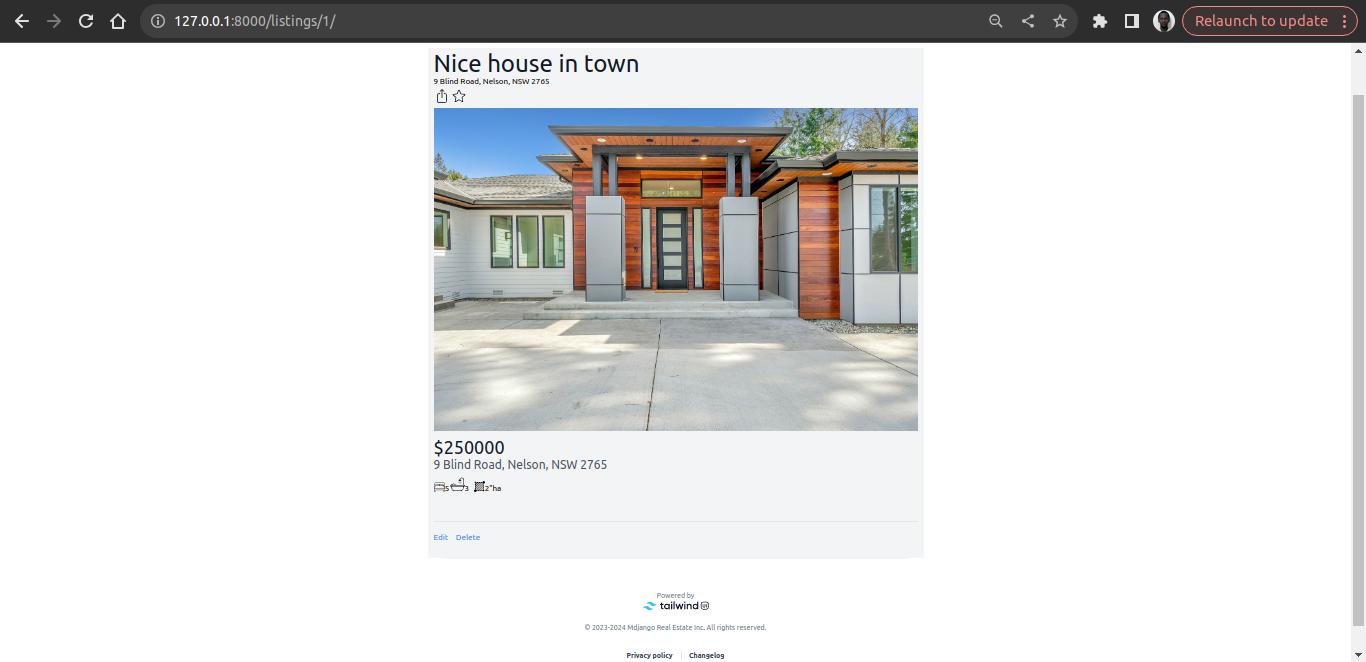 127.0.0.1:8000/listings/1/
Relaunch to update
Nice house in town
9 Blind Road, Nelson, NSW 2765
$250000
9 Blind Road, Nelson, NSW 2765
5 3 2"ha
Edit Delete
Powered by
tailwind UI
© 2023-2024 Mdjango Real Estate Inc. All rights reserved.
Privacy policy Changelog